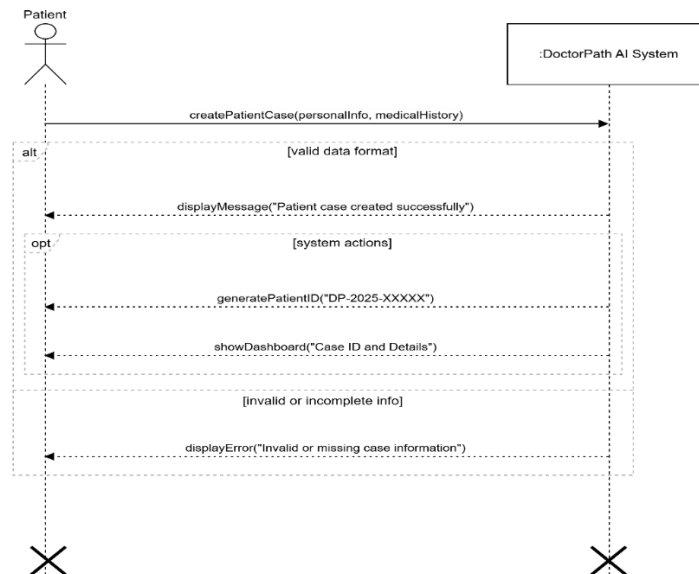 Patient
:DoctorPath AI System
createPatientCase(personalInfo, medicalHistory)
alt
[valid data format]
displayMessage("Patient case created successfully")
opt
[system actions]
generatePatientID("DP-2025-XXXXX")
showDashboard("Case ID and Details")
[invalid or incomplete info]
displayError("Invalid or missing case information")